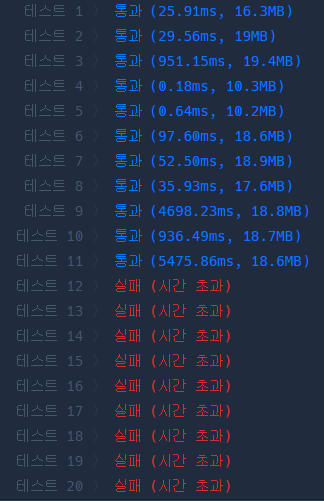 테스트 1 〉 통과 (25.91ms, 16.3MB)
테스트 2 〉 통과 (29.56ms, 19MB)
테스트 3 〉 통과 (951.15ms, 19.4MB)
테스트 4 〉 통과 (0.18ms, 10.3MB)
테스트 5 〉 통과 (0.64ms, 10.2MB)
테스트 6 〉 통과 (97.60ms, 18.6MB)
테스트 7 〉 통과 (52.50ms, 18.9MB)
테스트 8 〉 통과 (35.93ms, 17.6MB)
테스트 9 〉 통과 (4698.23ms, 18.8MB)
테스트 10 〉 통과 (936.49ms, 18.7MB)
테스트 11 〉 통과 (5475.86ms, 18.6MB)
테스트 12 〉 실패 (시간 초과)
테스트 13 〉 실패 (시간 초과)
테스트 14 〉 실패 (시간 초과)
테스트 15 〉 실패 (시간 초과)
테스트 16 〉 실패 (시간 초과)
테스트 17 〉 실패 (시간 초과)
테스트 18 〉 실패 (시간 초과)
테스트 19 〉 실패 (시간 초과)
테스트 20 〉 실패 (시간 초과)